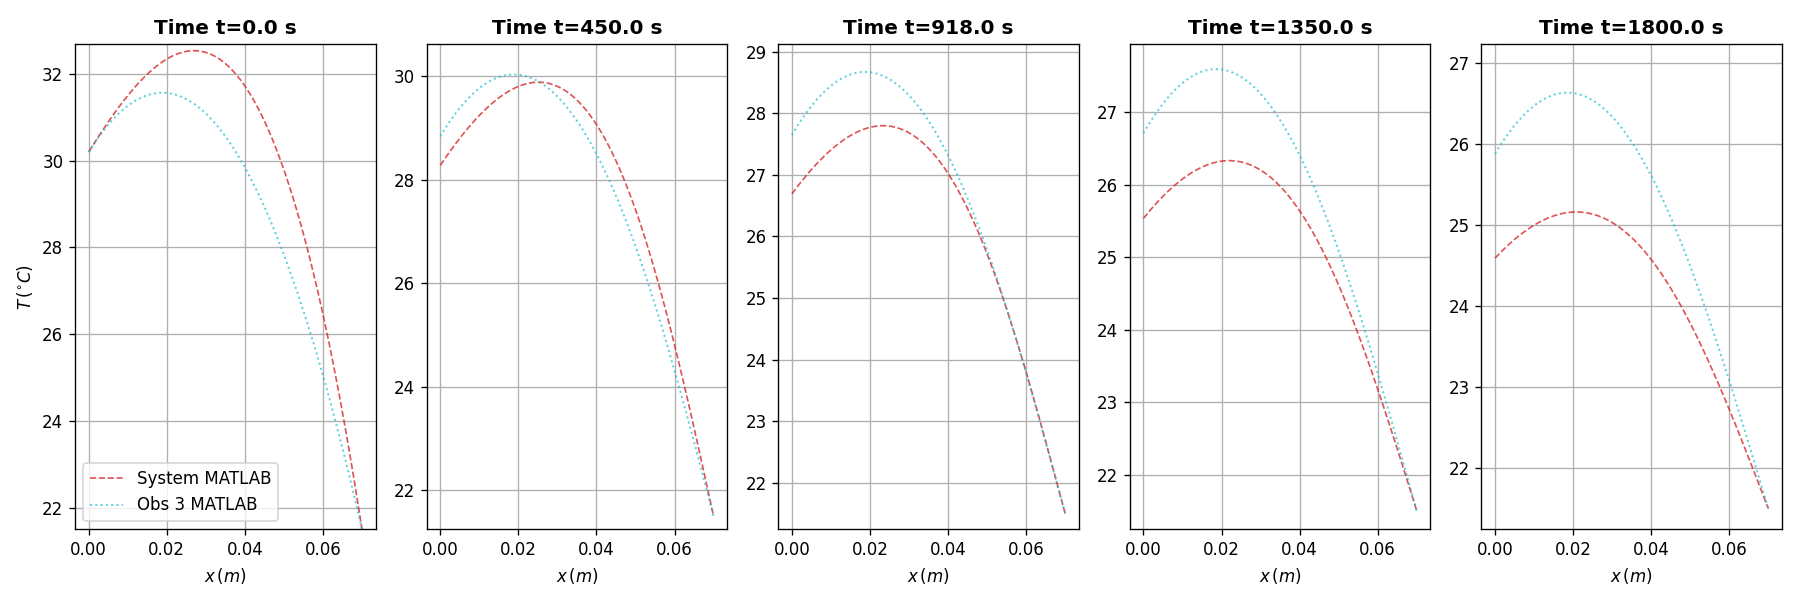 Time t=0.0 s
Time t=450.0 s
Time t=918.0 s
Time t=1350.0 s
Time t=1800.0 s
T(°C)
32
30
28
26
24
22
System MATLAB
Obs 3 MATLAB
0.00 0.02 0.04 0.06
x (m)
30
28
26
24
22
0.00 0.02 0.04 0.06
x (m)
29
28
27
26
25
24
23
22
0.00 0.02 0.04 0.06
x (m)
27
26
25
24
23
22
0.00 0.02 0.04 0.06
x (m)
27
26
25
24
23
22
0.00 0.02 0.04 0.06
x (m)